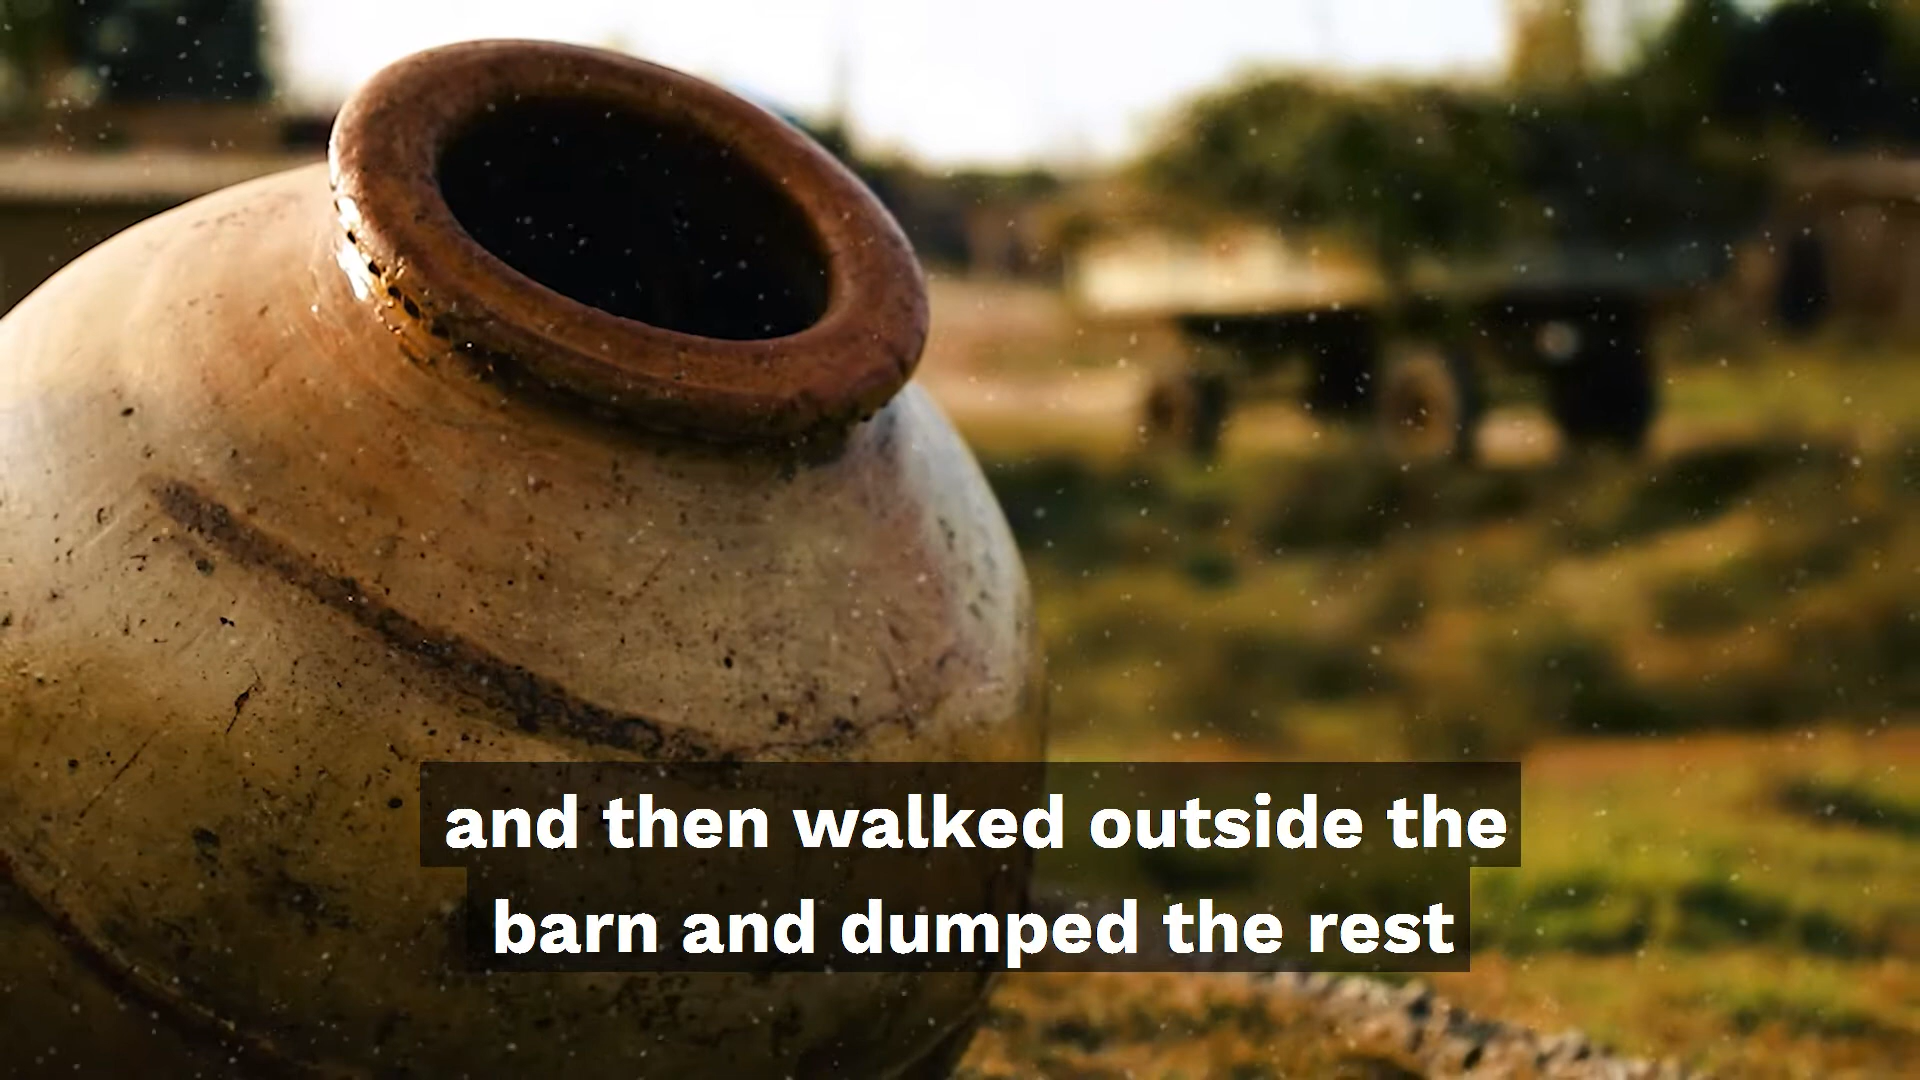 and then walked outside the
barn and dumped the rest